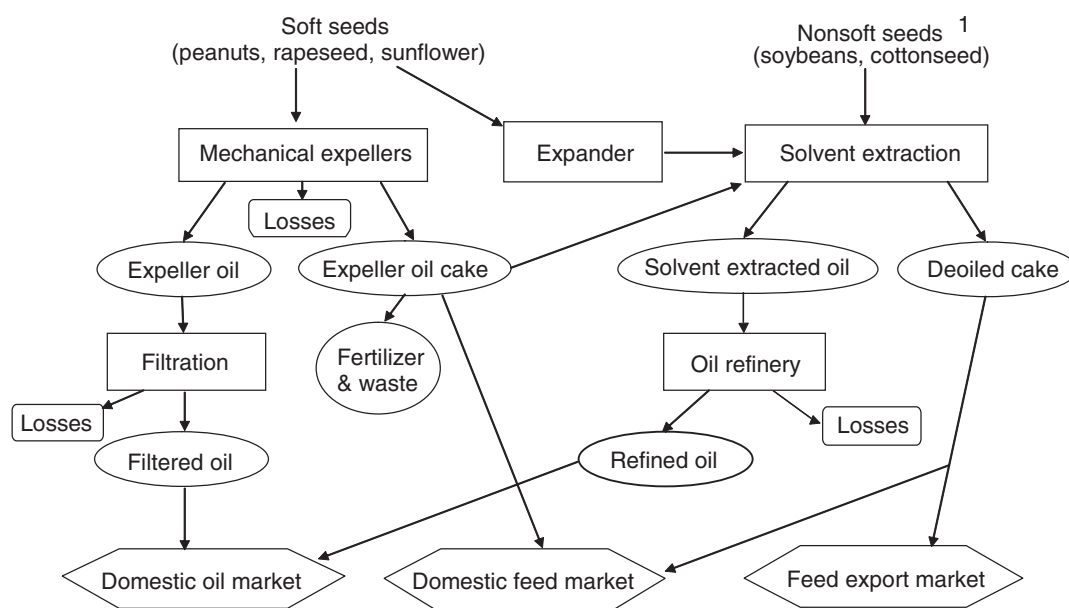 Soft seeds
(peanuts, rapeseed, sunflower)
Nonsoft seeds 1
(soybeans, cottonseed)
Mechanical expellers
Expander
Solvent extraction
Losses
Expeller oil
Expeller oil cake
Solvent extracted oil
Deoiled cake
Filtration
Fertilizer
& waste
Oil refinery
Losses
Losses
Filtered oil
Refined oil
Domestic oil market
Domestic feed market
Feed export market